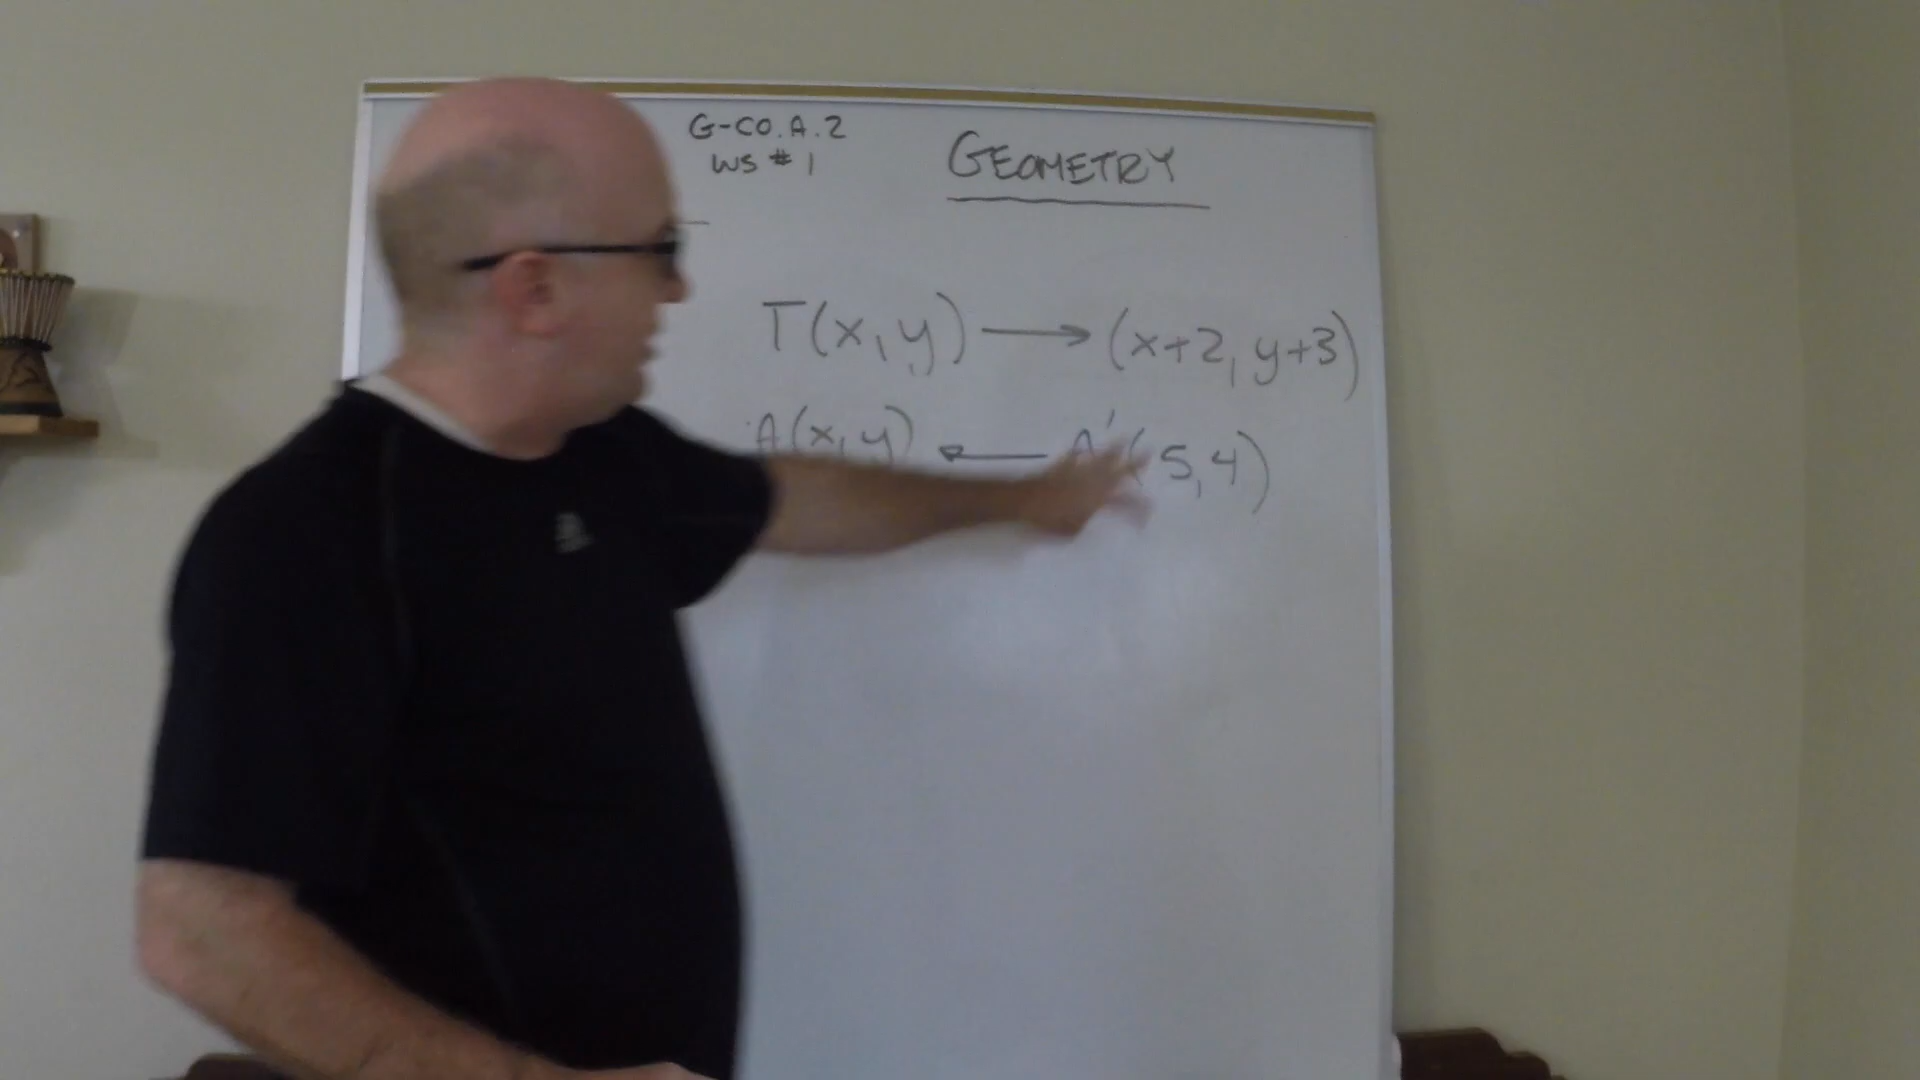 G-CO.A.2
WS # 1
GEOMETRY
T(x,y) ⟶ (x+2, y+3)
A(x,y) ⟵ A'(5,4)